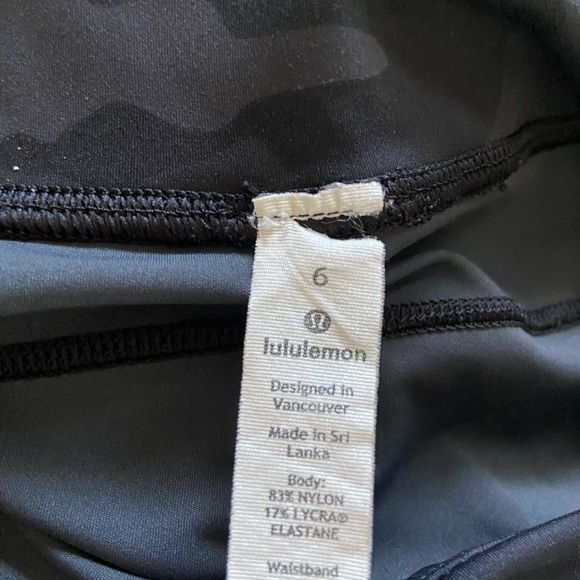 6
lululemon
Designed in
Vancouver
Made in Sri
Lanka
Body:
83% NYLON
17% LYCRA®
ELASTANE
Waistband